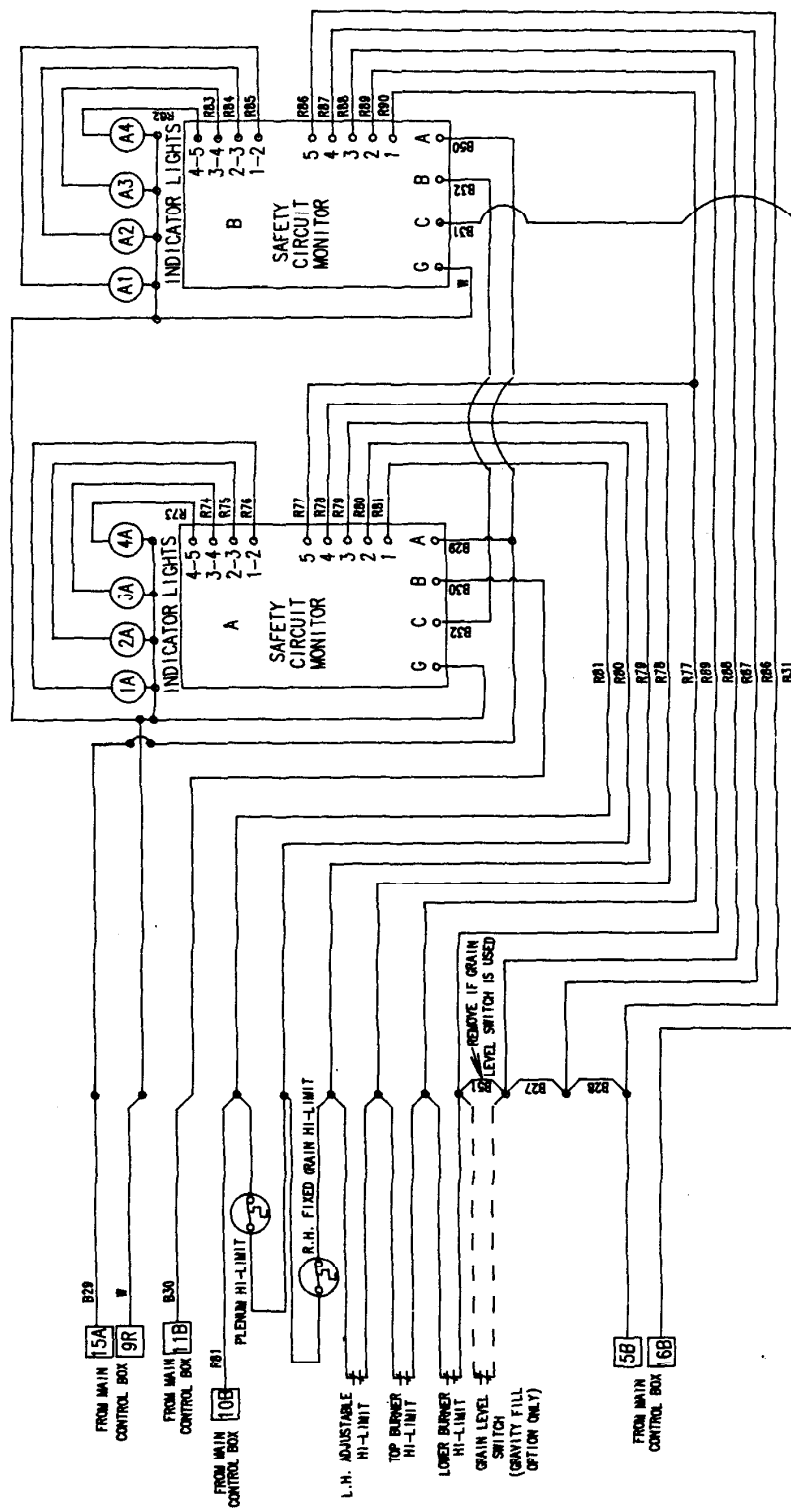 A1
A2
A3
A4
INDICATOR LIGHTS
R82
R83
R84
R85
4-5
3-4
2-3
1-2
B
SAFETY
CIRCUIT
MONITOR
R86
R87
R88
R89
R90
5
4
3
2
1
G
C
B
A
W
B31
B32
B50
1A
2A
4A
INDICATOR LIGHTS
R73
R74
R75
R76
4-5
3-4
2-3
1-2
A
SAFETY
CIRCUIT
MONITOR
R77
R78
R79
R80
R81
5
4
3
2
1
G
C
B
A
B32
B30
B29
R81
R80
R79
R78
R77
R89
R88
R87
R86
B31
B29
15A
FROM MAIN
CONTROL BOX
9R
W
B30
FROM MAIN
CONTROL BOX
11B
R81
FROM MAIN
CONTROL BOX
PLENUM HI-LIMIT
R.H. FIXED GRAIN HI-LIMIT
L.H. ADJUSTABLE
HI-LIMIT
TOP BURNER
HI-LIMIT
LOWER BURNER
HI-LIMIT
GRAIN LEVEL
SWITCH
(GRAVITY FILL
OPTION ONLY)
REMOVE IF GRAIN
LEVEL SWITCH IS USED
B27
B28
5B
FROM MAIN
CONTROL BOX
16B